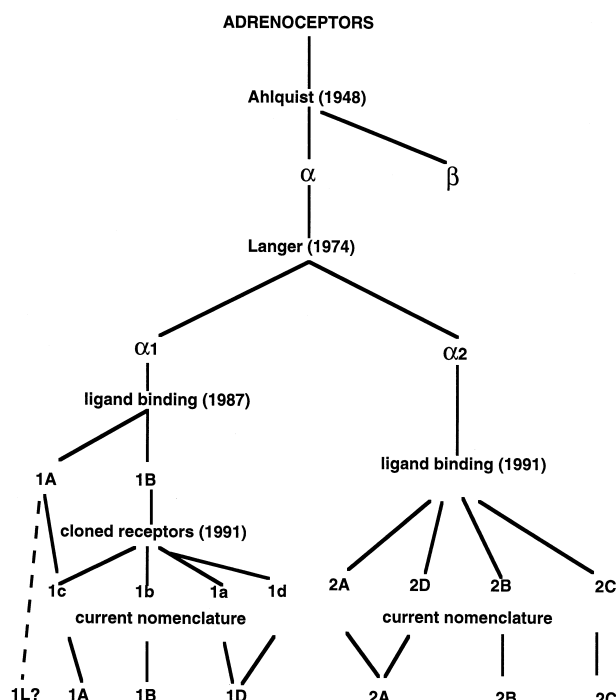 ADRENOCEPTORS
Ahlquist (1948)
α β
Langer (1974)
α1 α2
ligand binding (1987)
ligand binding (1991)
1A 1B
cloned receptors (1991)
1c 1b 1a 1d 2A 2D 2B 2C
current nomenclature current nomenclature
1L? 1A 1B 1D 2A 2B 2C